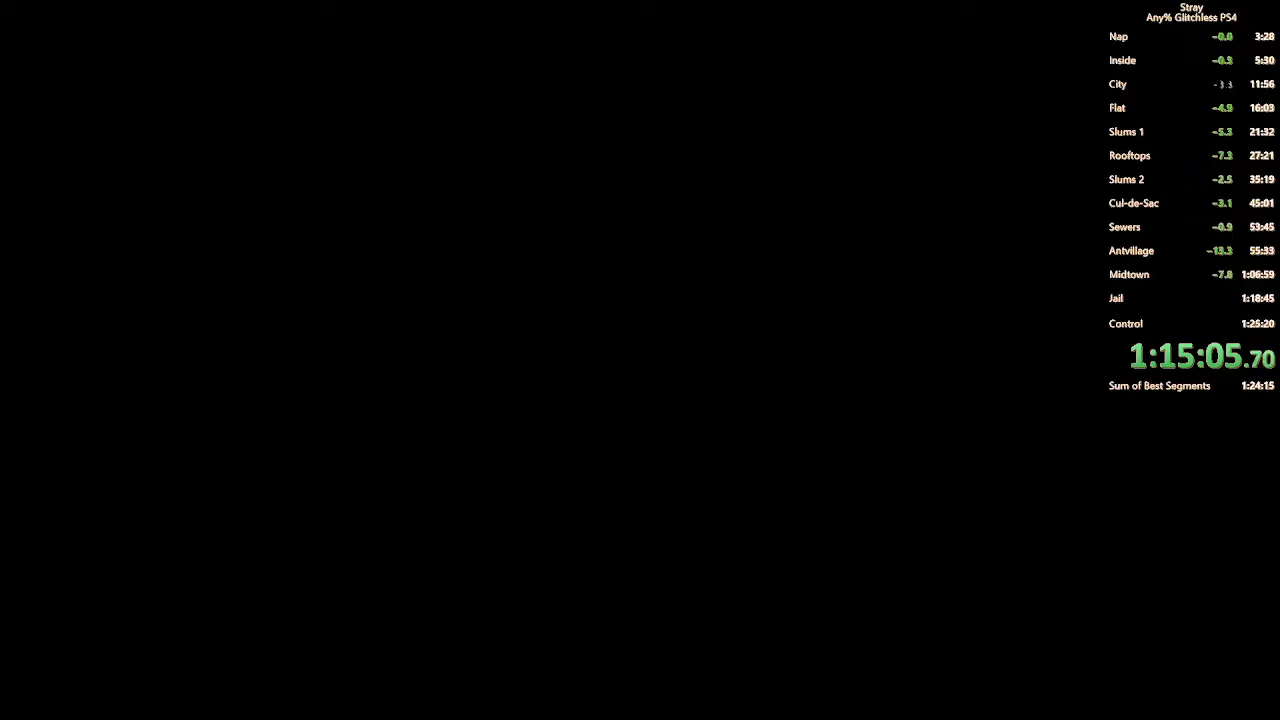 Stray
Any% Glitchless PS4
Nap -0.0 3:28
Inside -0.5 5:30
City -3.3 11:56
Flat -4.9 16:03
Slums 1 -5.3 21:32
Rooftops -7.3 27:21
Slums 2 -2.5 35:19
Cul-de-Sac -3.1 45:01
Sewers -0.9 53:45
Antvillage -13.3 55:33
Midtown -7.8 1:06:59
Jail 1:18:45
Control 1:25:20
1:15:05.70
Sum of Best Segments 1:24:15